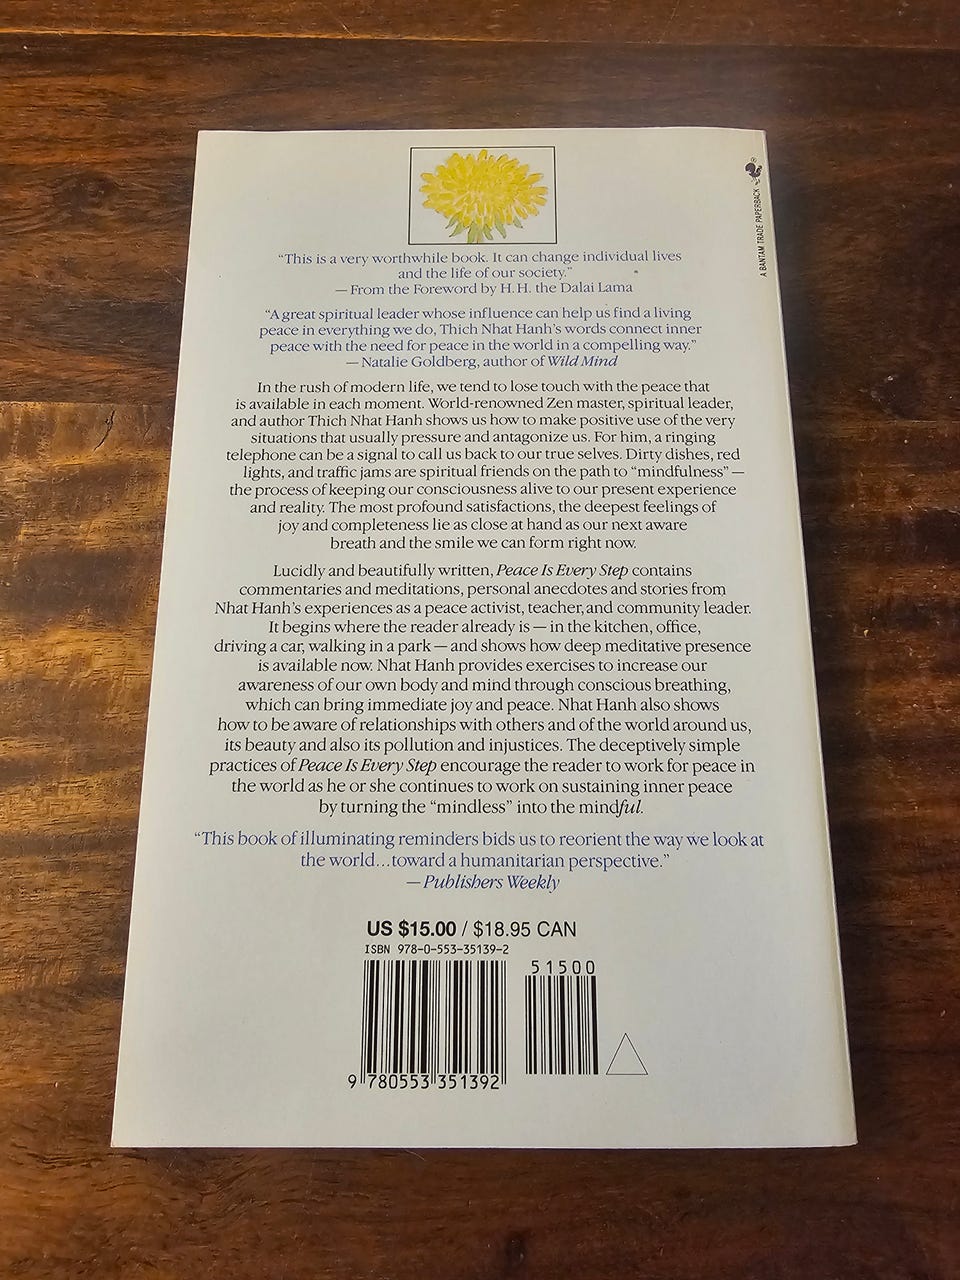 “This is a very worthwhile book. It can change individual lives
and the life of our society.”
— From the Foreword by H. H. the Dalai Lama
“A great spiritual leader whose influence can help us find a living
peace in everything we do, Thich Nhat Hanh’s words connect inner
peace with the need for peace in the world in a compelling way.”
— Natalie Goldberg, author of Wild Mind
In the rush of modern life, we tend to lose touch with the peace that
is available in each moment. World-renowned Zen master, spiritual leader,
and author Thich Nhat Hanh shows us how to make positive use of the very
situations that usually pressure and antagonize us. For him, a ringing
telephone can be a signal to call us back to our true selves. Dirty dishes, red
lights, and traffic jams are spiritual friends on the path to “mindfulness” —
the process of keeping our consciousness alive to our present experience
and reality. The most profound satisfactions, the deepest feelings of
joy and completeness lie as close at hand as our next aware
breath and the smile we can form right now.
Lucidly and beautifully written, Peace Is Every Step contains
commentaries and meditations, personal anecdotes and stories from
Nhat Hanh’s experiences as a peace activist, teacher, and community leader.
It begins where the reader already is — in the kitchen, office,
driving a car, walking in a park — and shows how deep meditative presence
is available now. Nhat Hanh provides exercises to increase our
awareness of our own body and mind through conscious breathing,
which can bring immediate joy and peace. Nhat Hanh also shows
how to be aware of relationships with others and of the world around us,
its beauty and also its pollution and injustices. The deceptively simple
practices of Peace Is Every Step encourage the reader to work for peace in
the world as he or she continues to work on sustaining inner peace
by turning the “mindless” into the mindful.
“This book of illuminating reminders bids us to reorient the way we look at
the world...toward a humanitarian perspective.”
— Publishers Weekly
US $15.00 / $18.95 CAN
ISBN 978-0-553-35139-2
51500
9 780553 351392
A BANTAM TRADE PAPERBACK
®